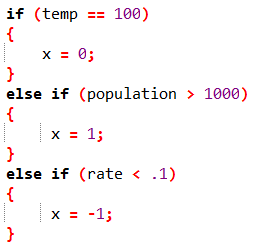 if (temp == 100)
{
    x = 0;
}
else if (population > 1000)
{
     x = 1;
}
else if (rate < .1)
{
     x = -1;
}